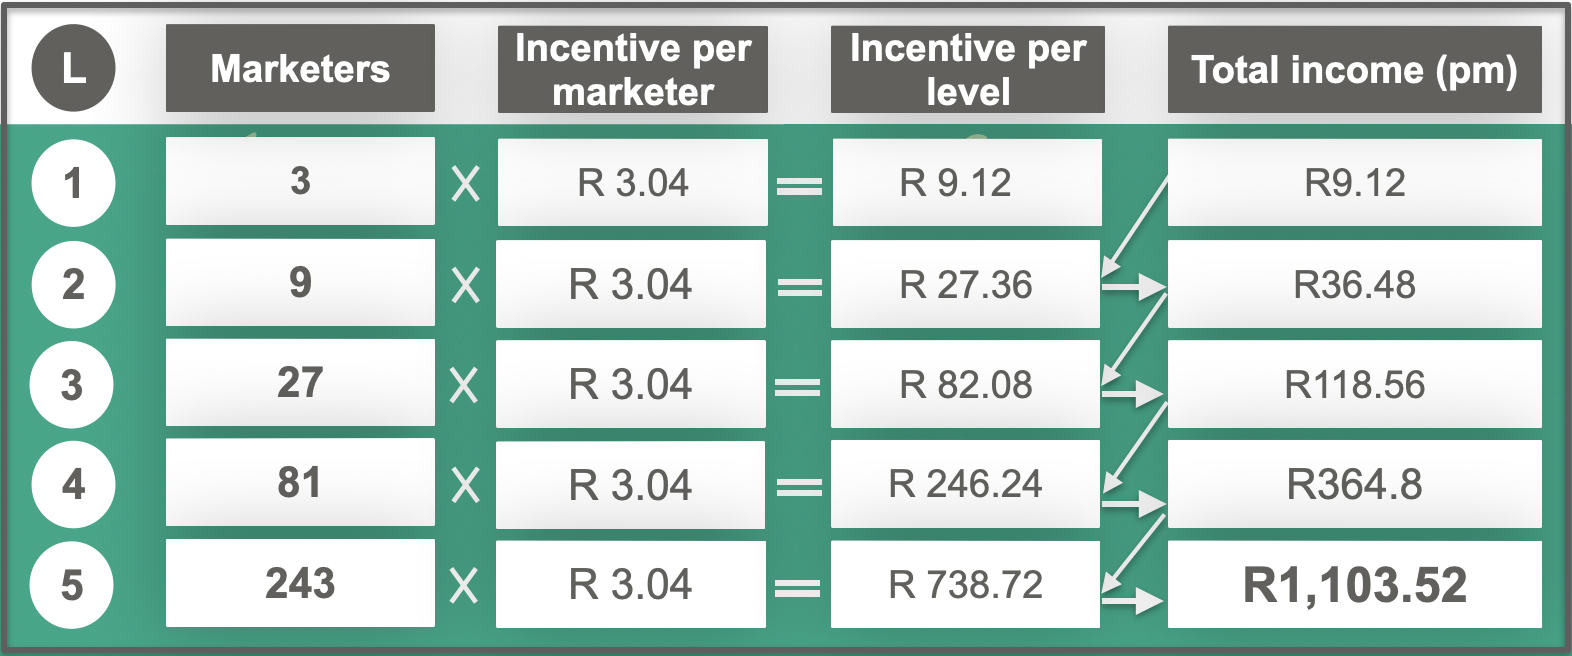 L Marketers Incentive per marketer Incentive per level Total income (pm)
1 3 X R 3.04 = R 9.12 R9.12
2 9 X R 3.04 = R 27.36 R36.48
3 27 X R 3.04 = R 82.08 R118.56
4 81 X R 3.04 = R 246.24 R364.8
5 243 X R 3.04 = R 738.72 R1,103.52